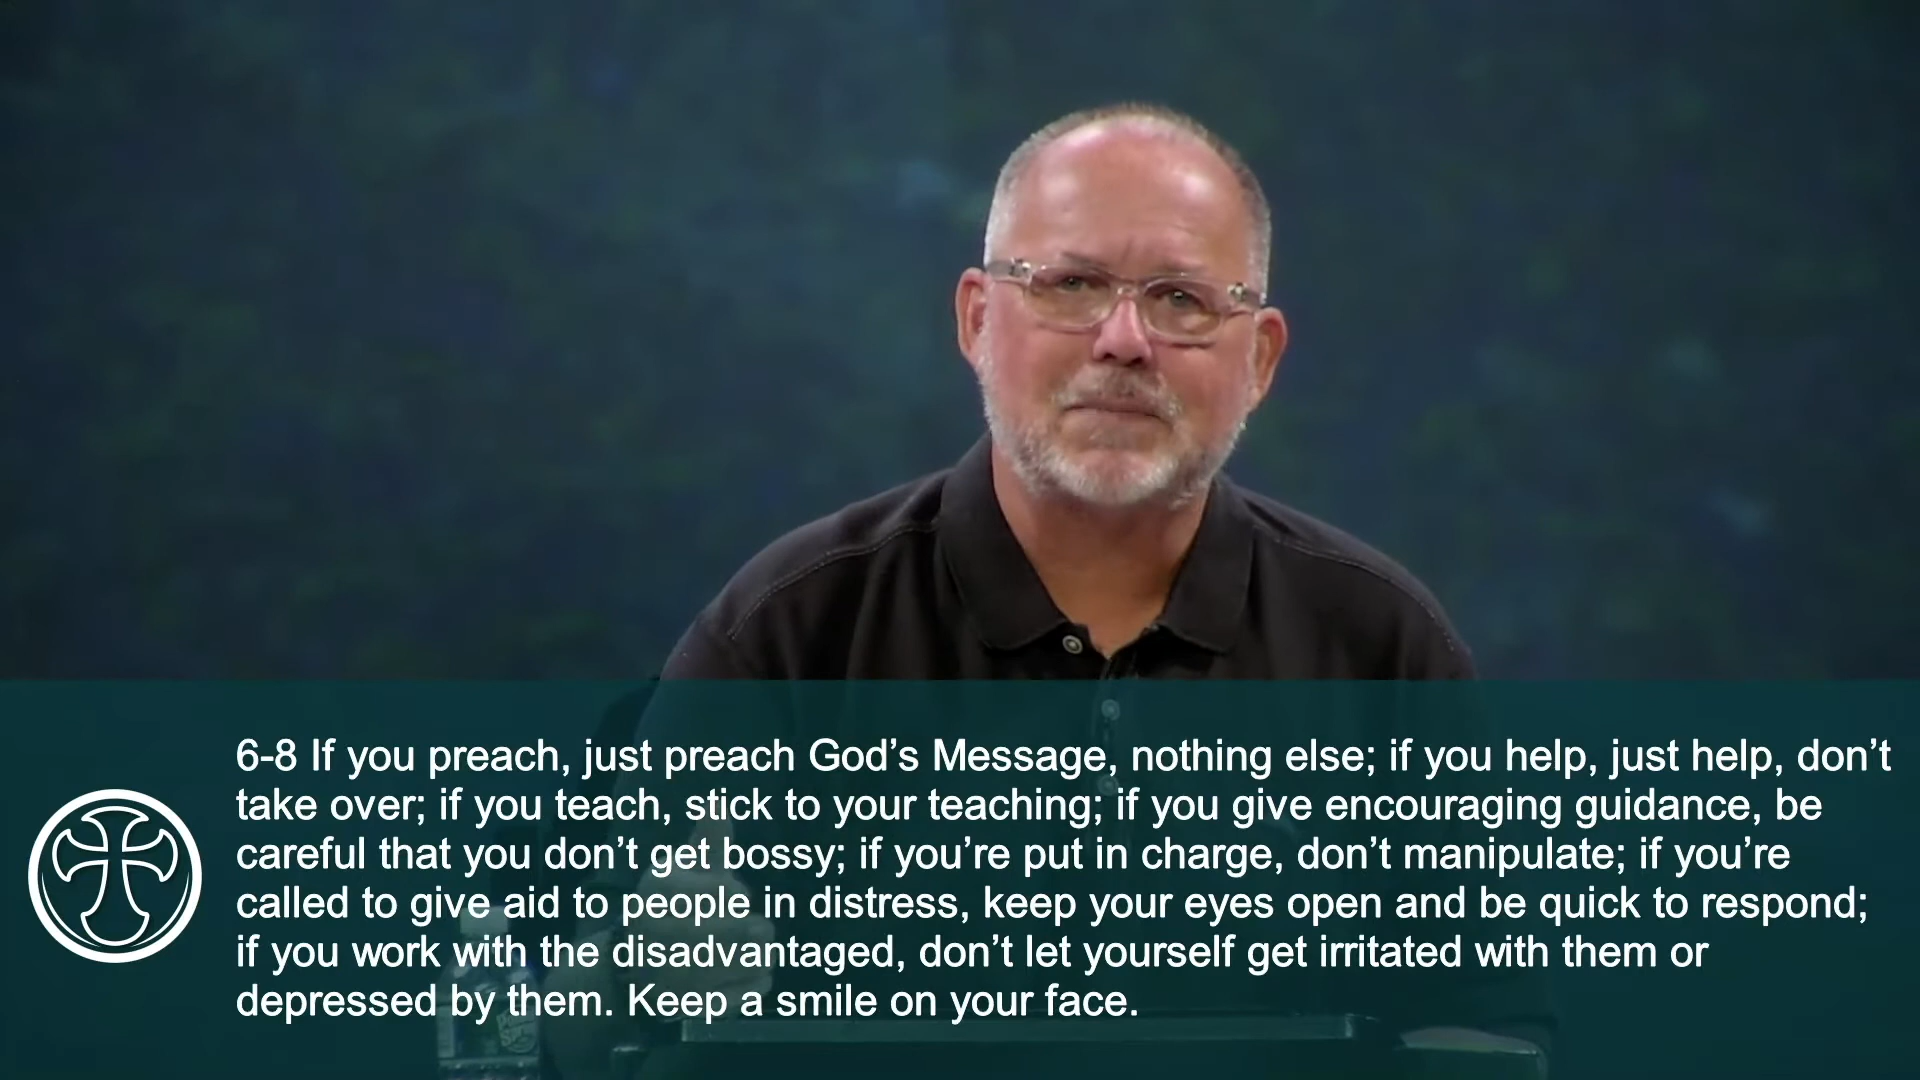 6-8 If you preach, just preach God’s Message, nothing else; if you help, just help, don’t
take over; if you teach, stick to your teaching; if you give encouraging guidance, be
careful that you don’t get bossy; if you’re put in charge, don’t manipulate; if you’re
called to give aid to people in distress, keep your eyes open and be quick to respond;
if you work with the disadvantaged, don’t let yourself get irritated with them or
depressed by them. Keep a smile on your face.